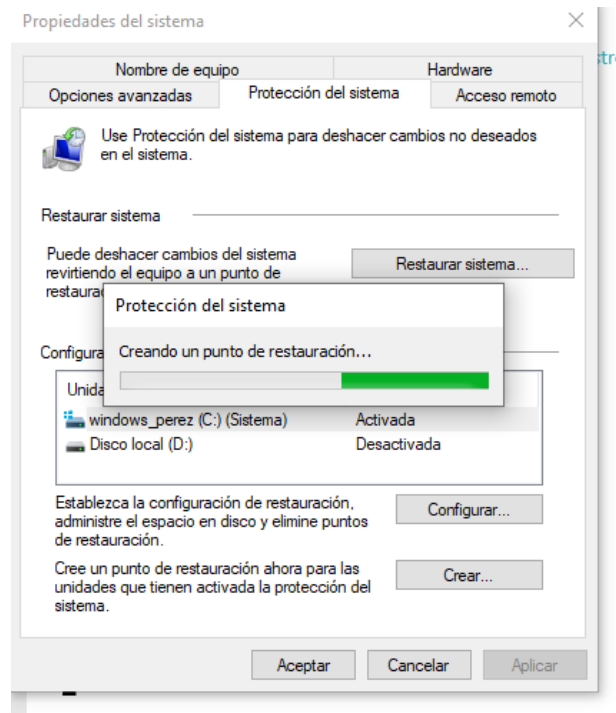 Propiedades del sistema
str
Nombre de equipo
Hardware
Opciones avanzadas
Protección del sistema
Acceso remoto
Use Protección del sistema para deshacer cambios no deseados
en el sistema.
Restaurar sistema
Puede deshacer cambios del sistema
revirtiendo el equipo a un punto de
Restaurar sistema...
Protección del sistema
Creando un punto de restauración...
windows_perez (C:) (Sistema) Activada
Disco local (D:) Desactivada
Establezca la configuración de restauración,
administre el espacio en disco y elimine puntos
de restauración.
Configurar...
Cree un punto de restauración ahora para las
unidades que tienen activada la protección del
sistema.
Crear...
Aceptar
Cancelar
Aplicar